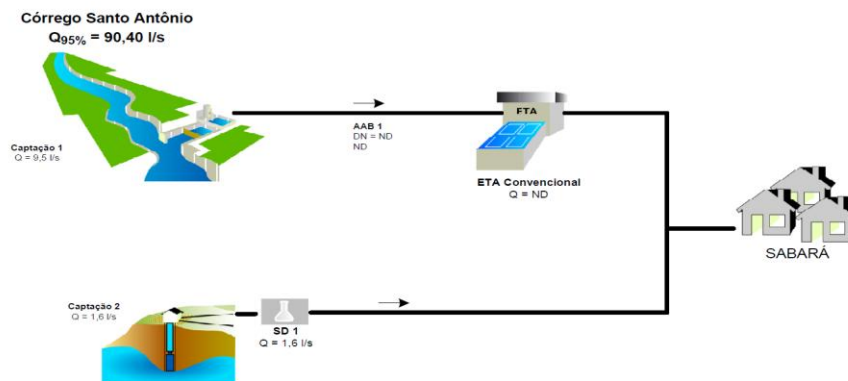 Córrego Santo Antônio
Q95% = 90,40 l/s
Captação 1
Q = 9,5 l/s
AAB 1
DN = ND
ND
ETA
ETA Convencional
Q = ND
SABARÁ
Captação 2
Q = 1,6 l/s
SD 1
Q = 1,6 l/s